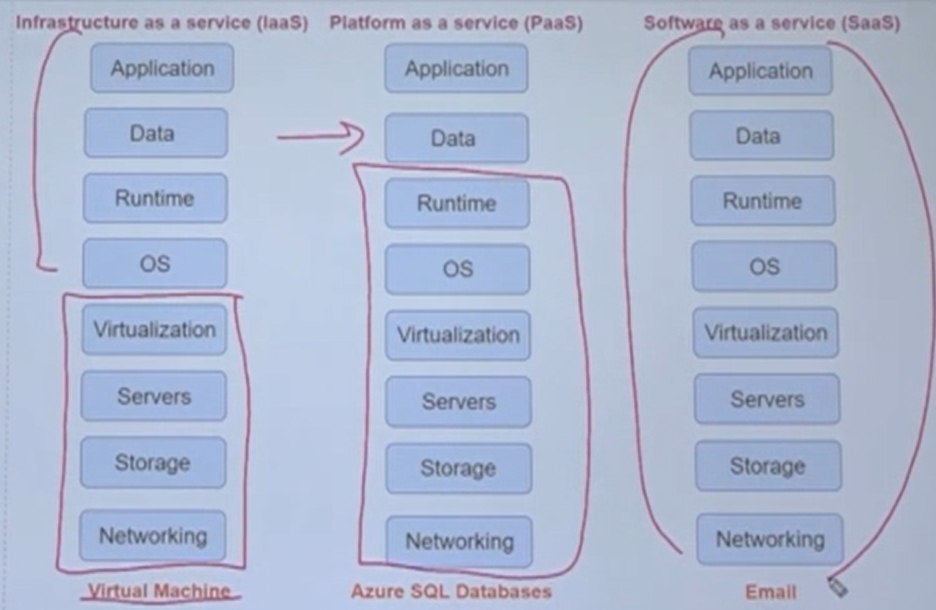 Infrastructure as a service (IaaS)
Application
Data
Runtime
OS
Virtualization
Servers
Storage
Networking
Virtual Machine
Platform as a service (PaaS)
Application
Data
Runtime
OS
Virtualization
Servers
Storage
Networking
Azure SQL Databases
Software as a service (SaaS)
Application
Data
Runtime
OS
Virtualization
Servers
Storage
Networking
Email